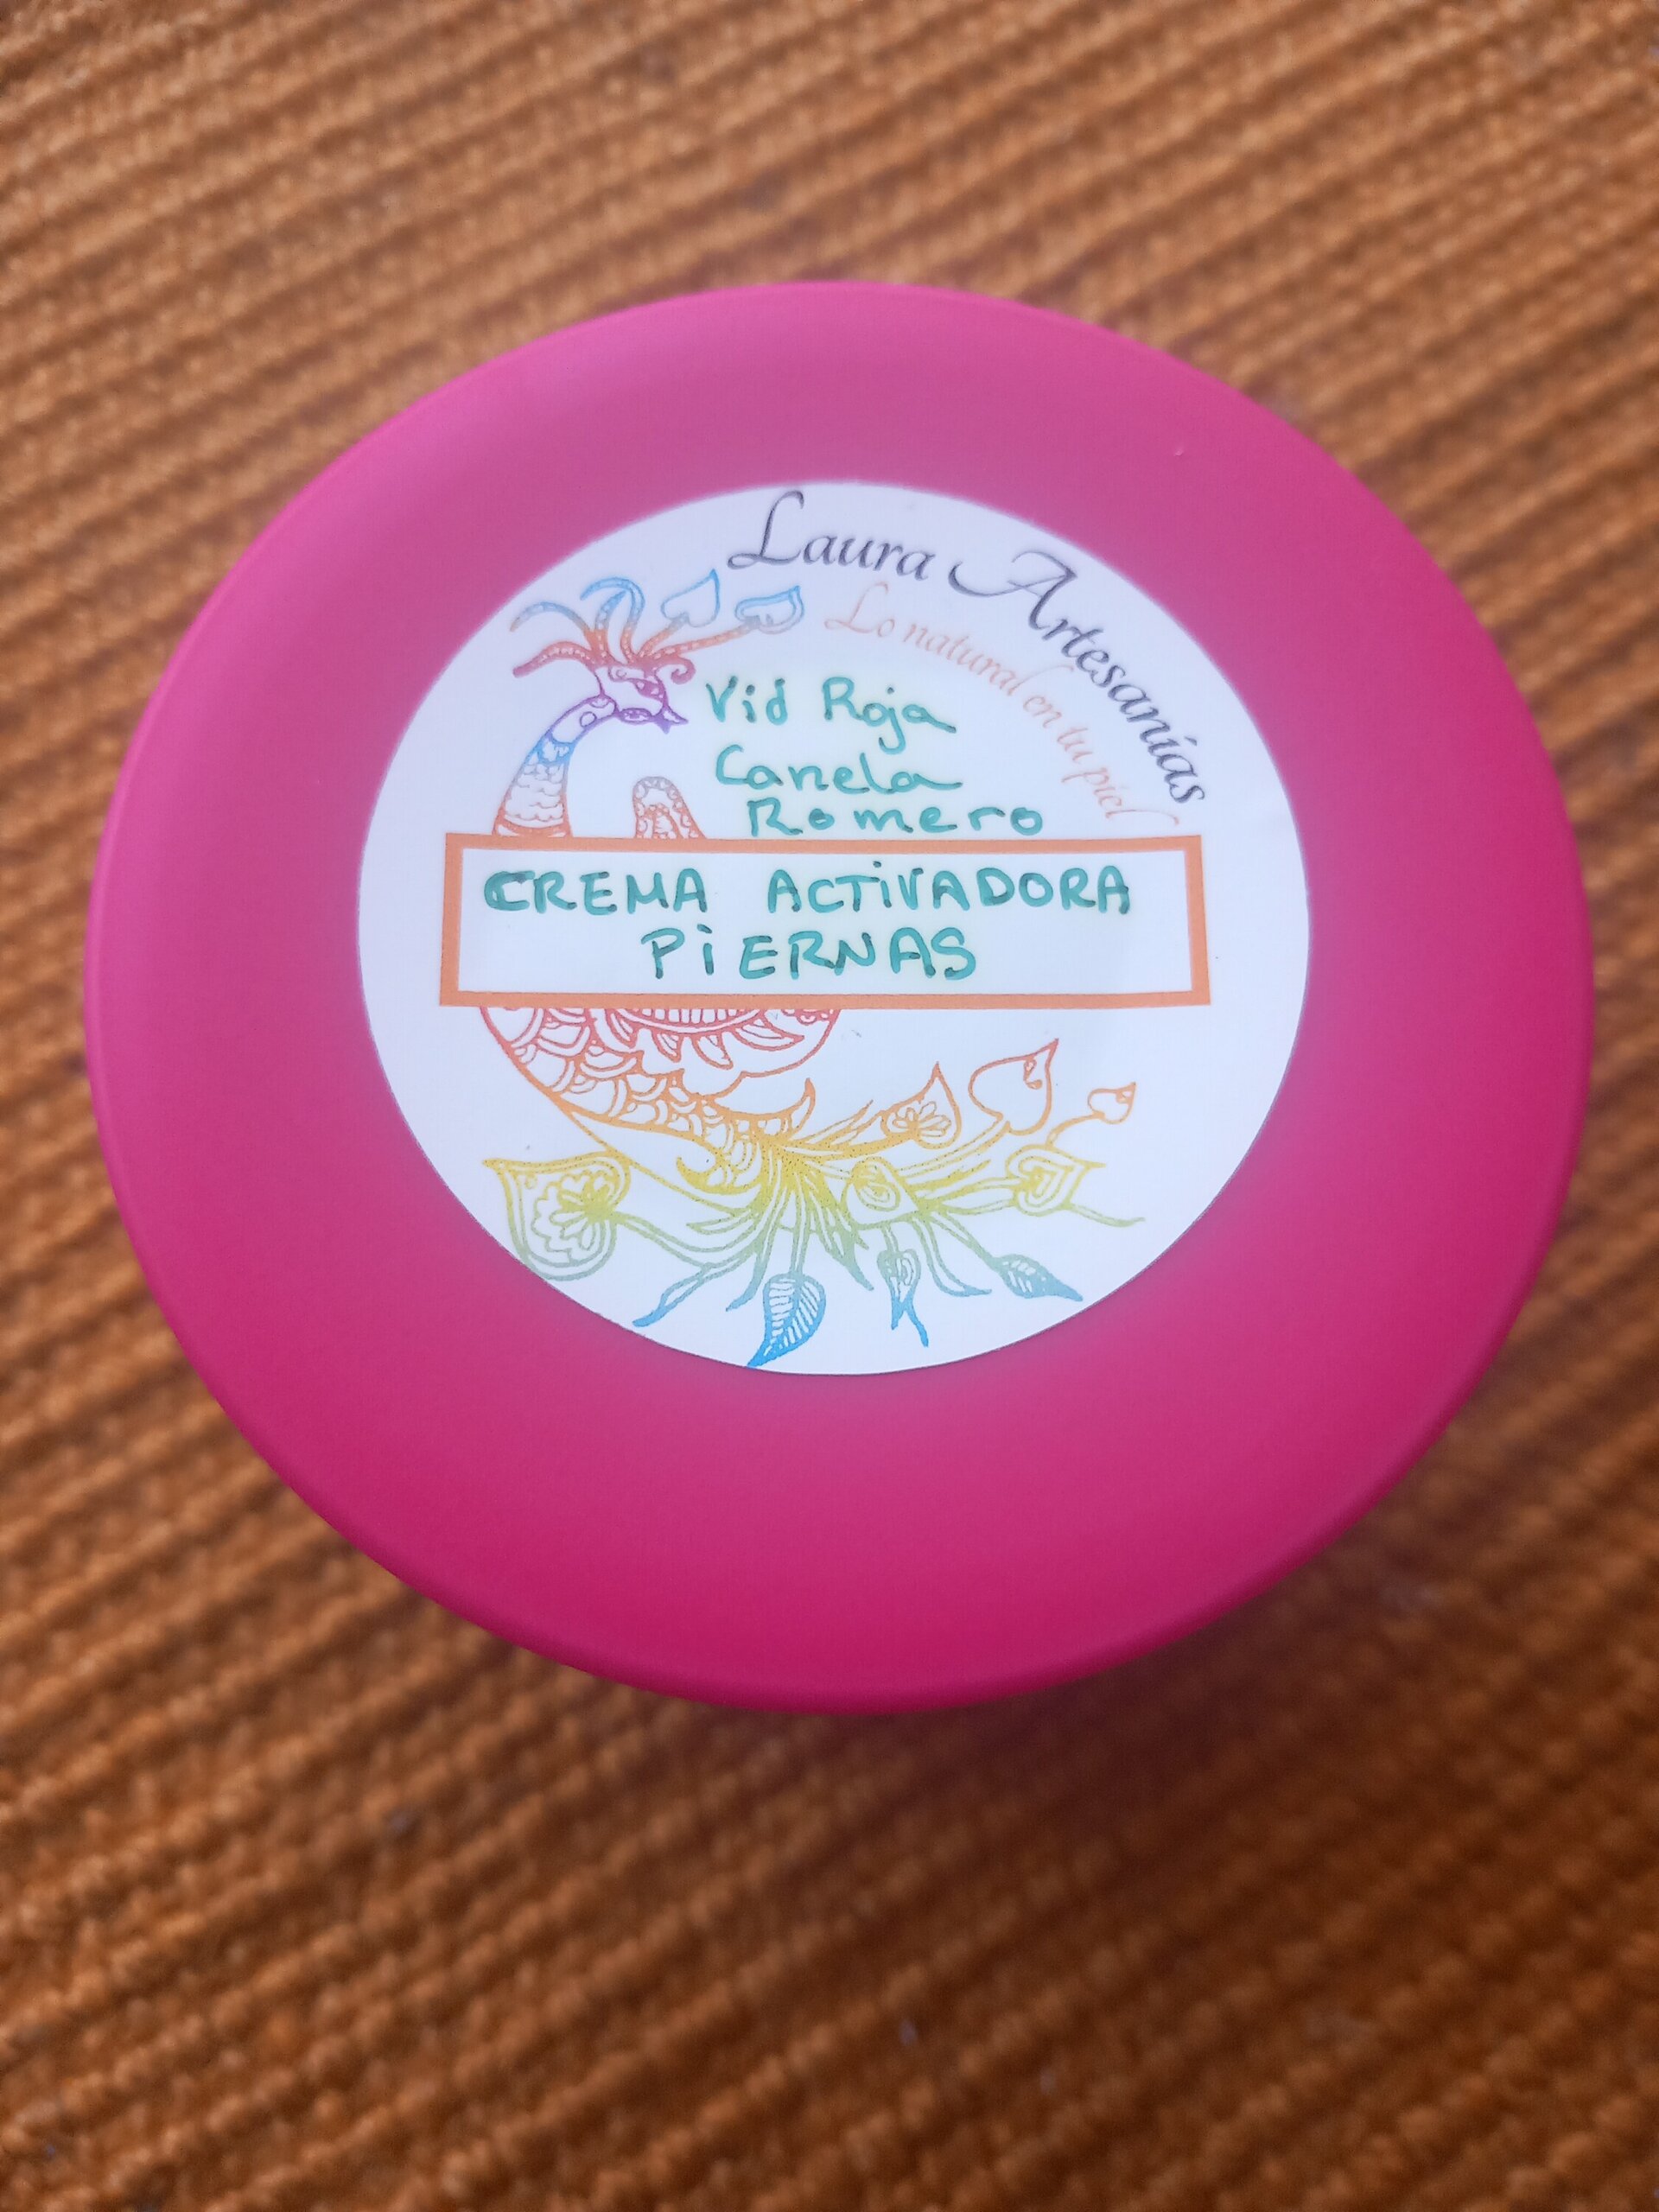 Laura Artesanías
Lo natural en tu piel
Vid Roja
Canela
Romero
CREMA ACTIVADORA
PIERNAS